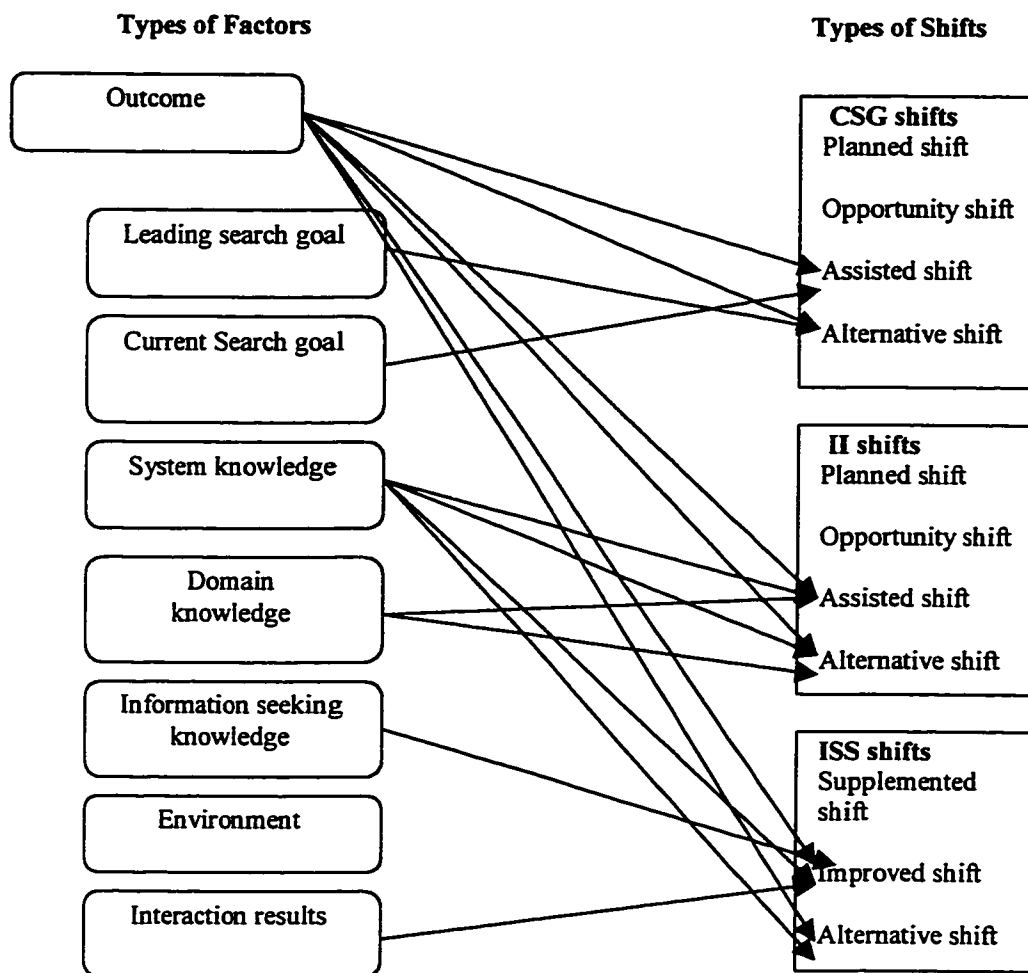 Types of Factors
Types of Shifts
Outcome
Leading search goal
Current Search goal
System knowledge
Domain
knowledge
Information seeking
knowledge
Environment
Interaction results
CSG shifts
Planned shift
Opportunity shift
Assisted shift
Alternative shift
II shifts
Planned shift
Opportunity shift
Assisted shift
Alternative shift
ISS shifts
Supplemented
shift
Improved shift
Alternative shift